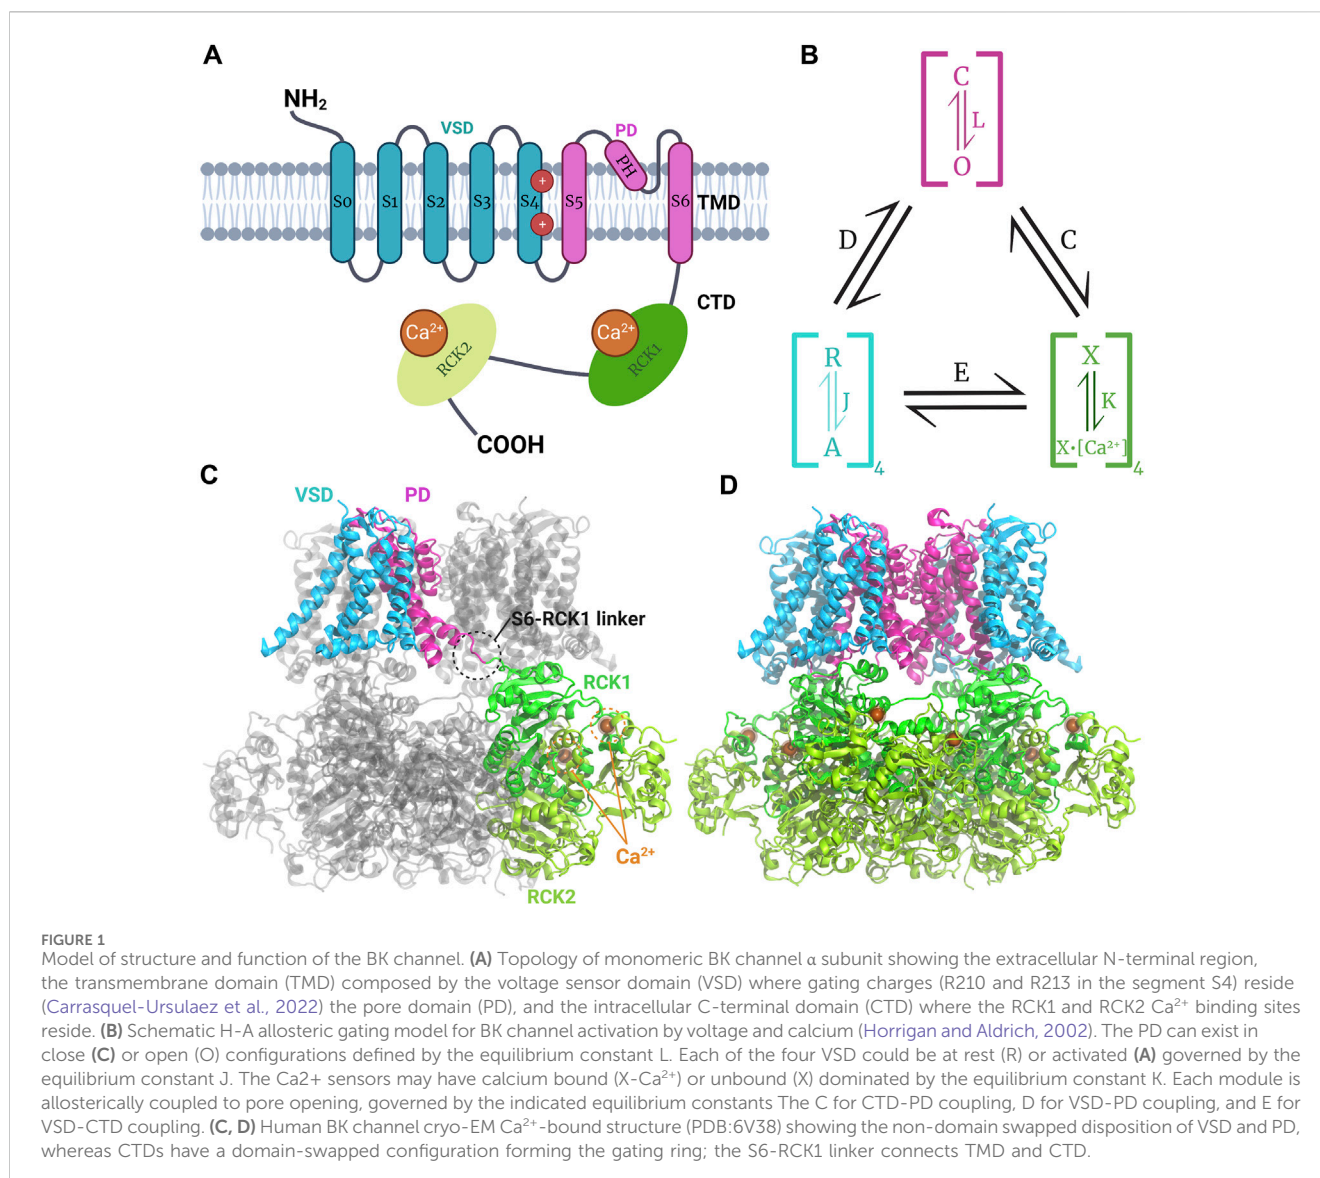 A
NH₂
VSD
PD
PH
S0
S1
S2
S3
S4
+
+
S5
S6
TMD
CTD
Ca²⁺
RCK2
Ca²⁺
RCK1
COOH
B
C
L
O
D
C
E
R
J
A
4
X
K
X•[Ca²⁺]
4
C
VSD
PD
S6-RCK1 linker
RCK1
Ca²⁺
RCK2
D
FIGURE 1
Model of structure and function of the BK channel. (A) Topology of monomeric BK channel α subunit showing the extracellular N-terminal region,
the transmembrane domain (TMD) composed by the voltage sensor domain (VSD) where gating charges (R210 and R213 in the segment S4) reside
(Carrasquel-Ursulaez et al., 2022) the pore domain (PD), and the intracellular C-terminal domain (CTD) where the RCK1 and RCK2 Ca²⁺ binding sites
reside. (B) Schematic H-A allosteric gating model for BK channel activation by voltage and calcium (Horrigan and Aldrich, 2002). The PD can exist in
close (C) or open (O) configurations defined by the equilibrium constant L. Each of the four VSD could be at rest (R) or activated (A) governed by the
equilibrium constant J. The Ca2+ sensors may have calcium bound (X-Ca²⁺) or unbound (X) dominated by the equilibrium constant K. Each module is
allosterically coupled to pore opening, governed by the indicated equilibrium constants The C for CTD-PD coupling, D for VSD-PD coupling, and E for
VSD-CTD coupling. (C, D) Human BK channel cryo-EM Ca²⁺-bound structure (PDB:6V38) showing the non-domain swapped disposition of VSD and PD,
whereas CTDs have a domain-swapped configuration forming the gating ring; the S6-RCK1 linker connects TMD and CTD.